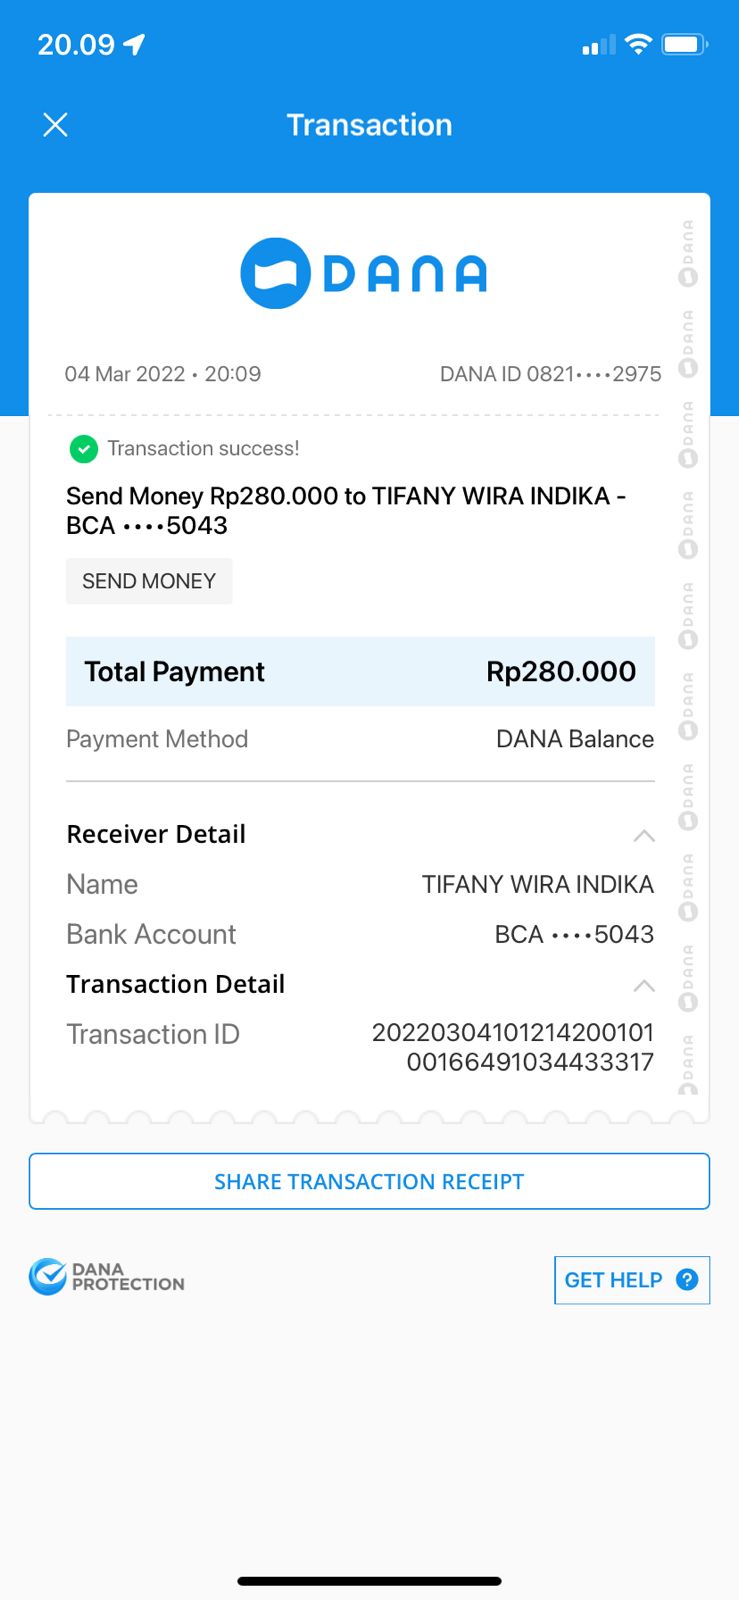 20.09
Transaction
DANA
04 Mar 2022 • 20:09
DANA ID 0821••••2975
Transaction success!
Send Money Rp280.000 to TIFANY WIRA INDIKA -
BCA ••••5043
SEND MONEY
Total Payment
Rp280.000
Payment Method
DANA Balance
Receiver Detail
Name
TIFANY WIRA INDIKA
Bank Account
BCA ••••5043
Transaction Detail
Transaction ID
20220304101214200101
00166491034433317
DANA
DANA
DANA
DANA
DANA
DANA
DANA
DANA
DANA
DANA
SHARE TRANSACTION RECEIPT
DANA
PROTECTION
GET HELP ?